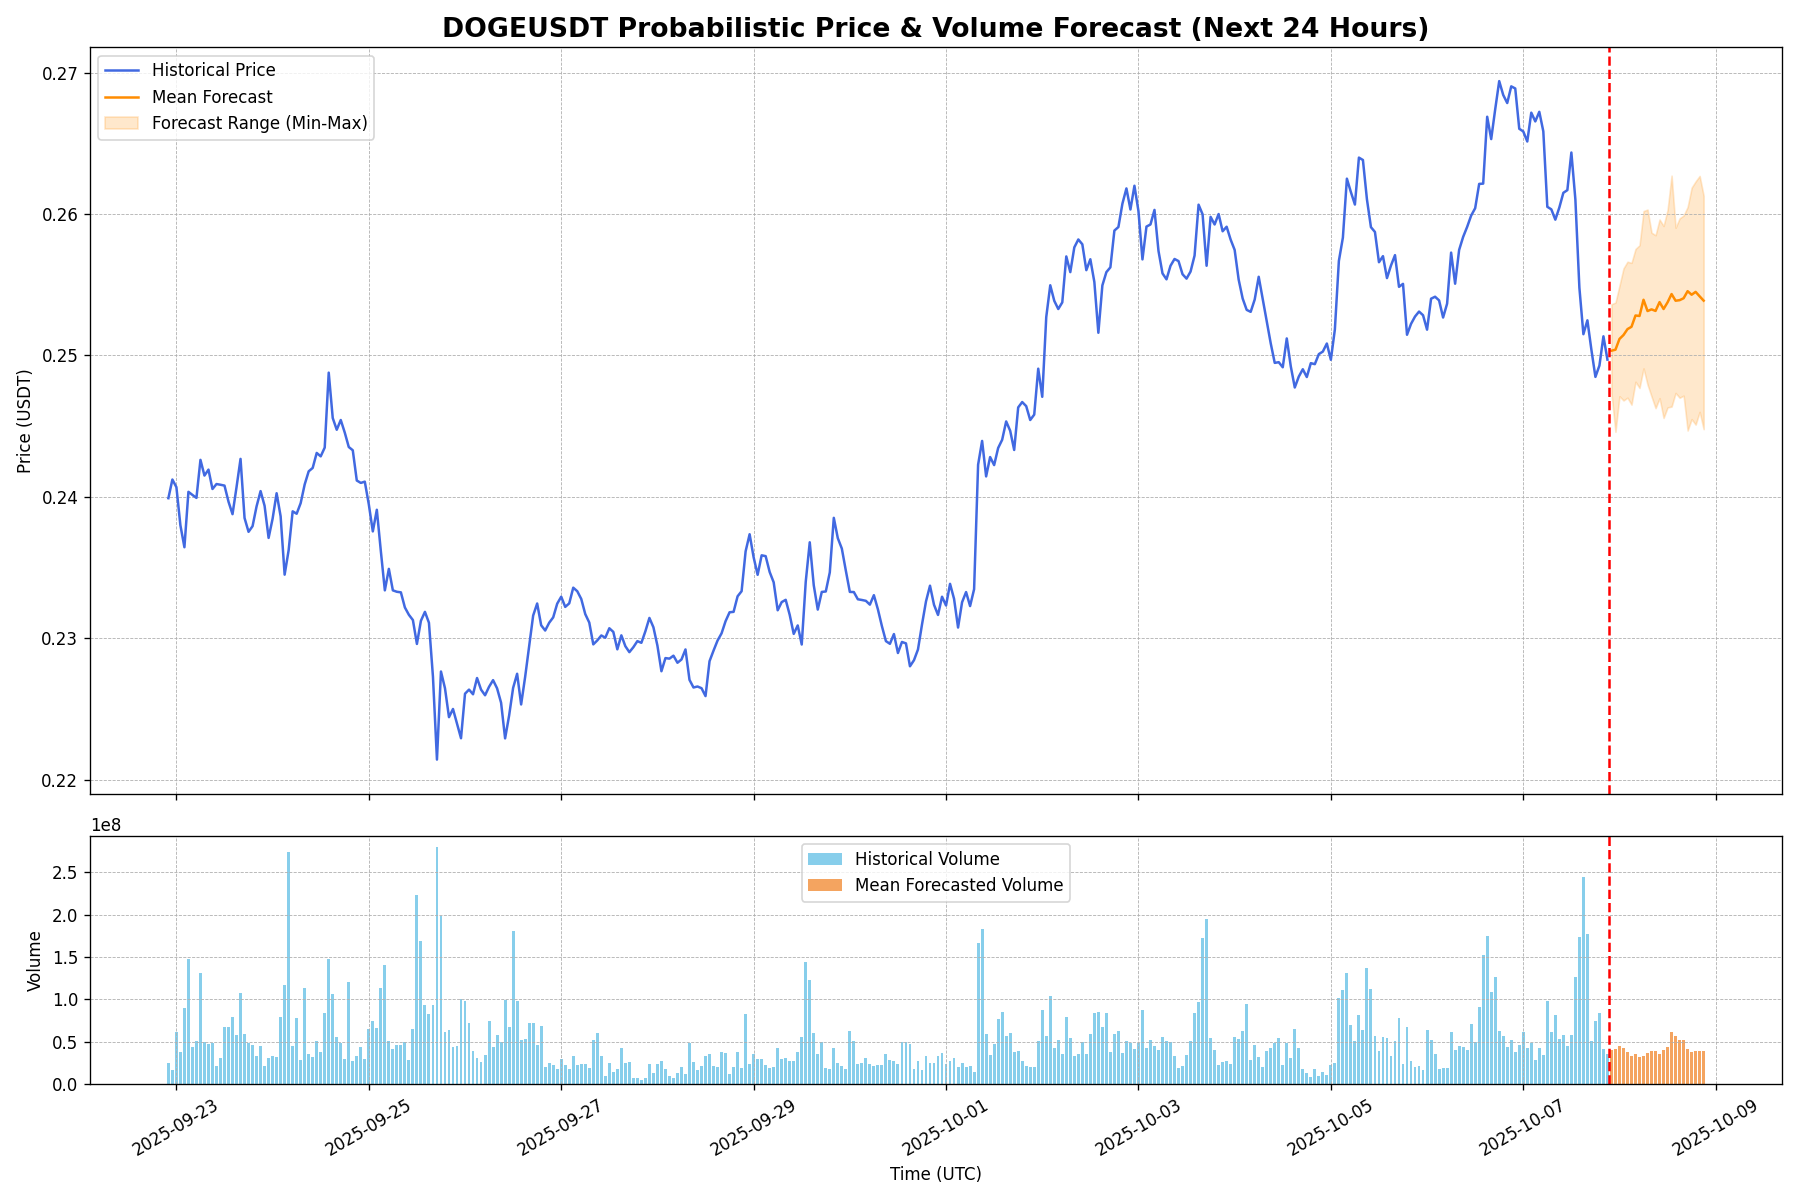 DOGEUSDT Probabilistic Price & Volume Forecast (Next 24 Hours)
Historical Price
Mean Forecast
Forecast Range (Min-Max)
Price (USDT)
0.27
0.26
0.25
0.24
0.23
0.22
1e8
Historical Volume
Mean Forecasted Volume
Volume
2.5
2.0
1.5
1.0
0.5
0.0
2025-09-23
2025-09-25
2025-09-27
2025-09-29
2025-10-01
2025-10-03
2025-10-05
2025-10-07
2025-10-09
Time (UTC)